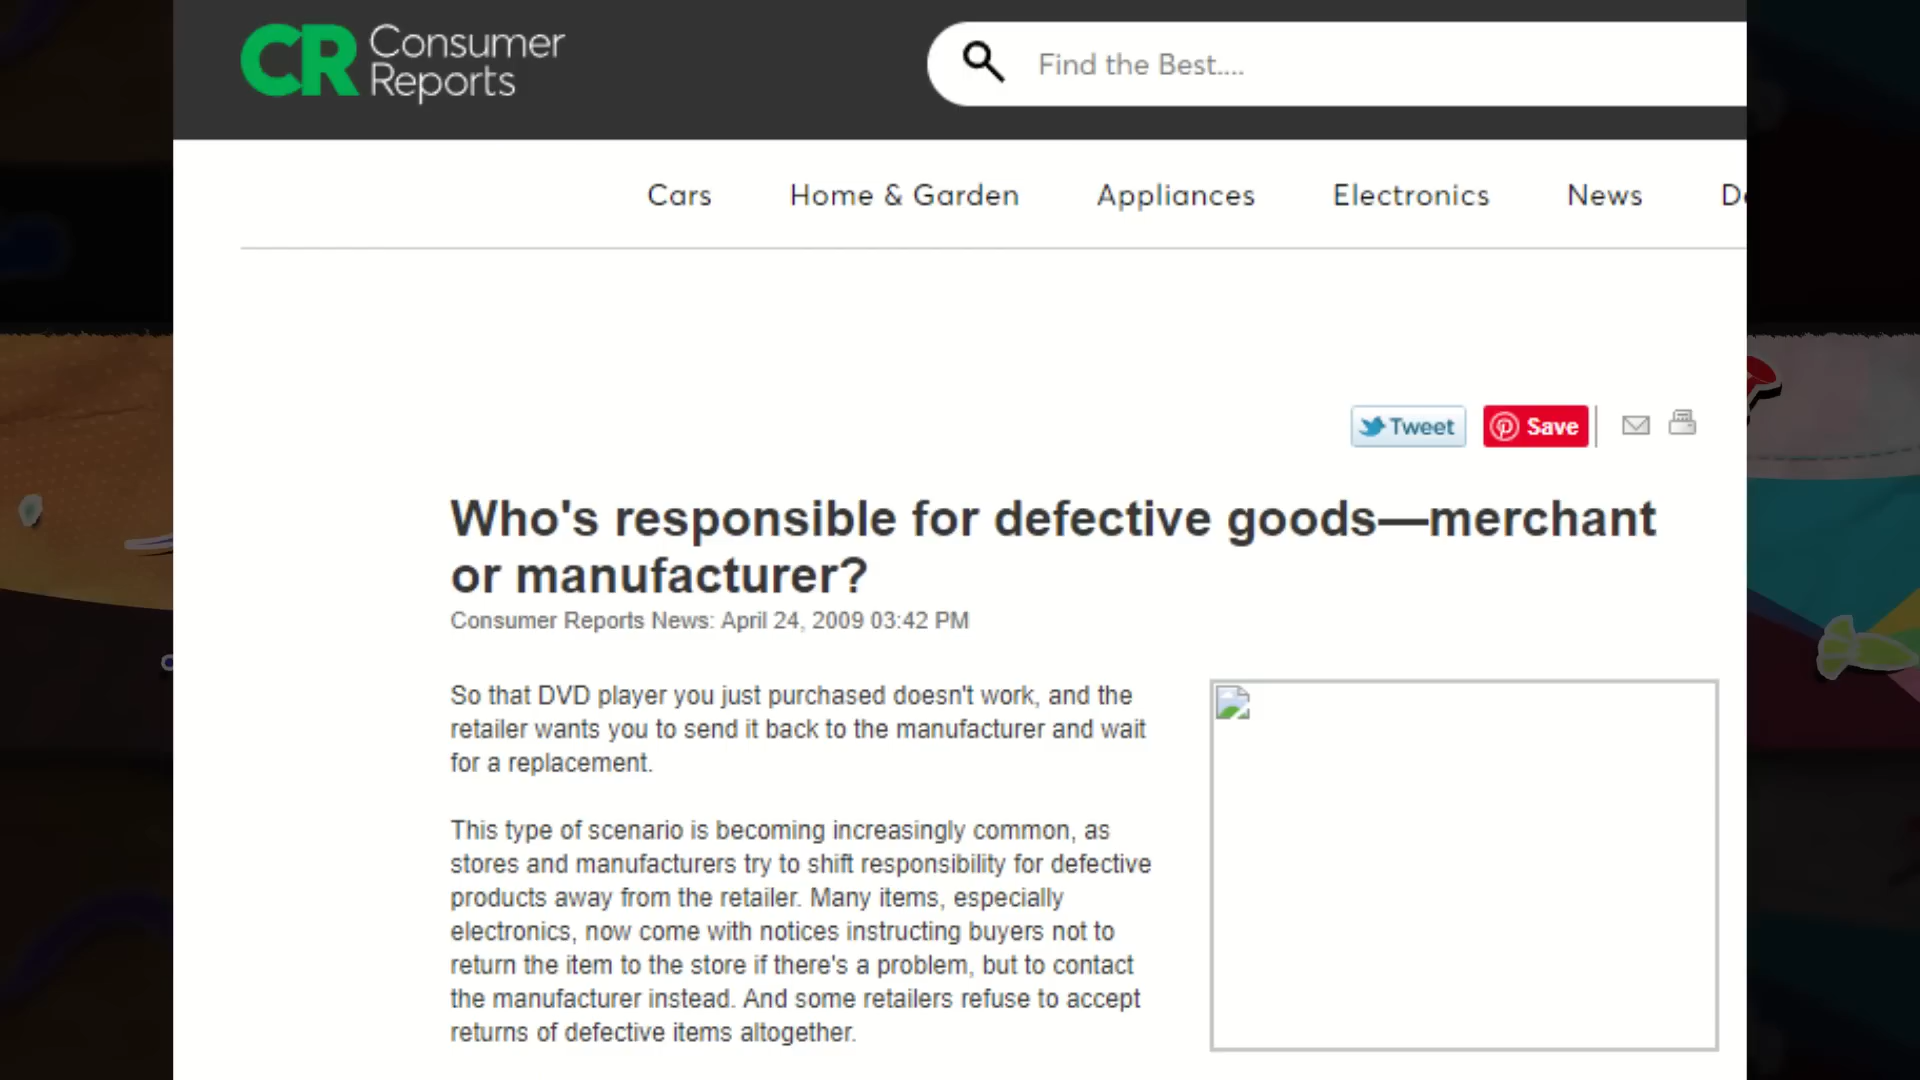 CR Consumer
Reports
Find the Best....
Cars Home & Garden Appliances Electronics News
Tweet Save
Who's responsible for defective goods—merchant
or manufacturer?
Consumer Reports News: April 24, 2009 03:42 PM
So that DVD player you just purchased doesn't work, and the
retailer wants you to send it back to the manufacturer and wait
for a replacement.
This type of scenario is becoming increasingly common, as
stores and manufacturers try to shift responsibility for defective
products away from the retailer. Many items, especially
electronics, now come with notices instructing buyers not to
return the item to the store if there's a problem, but to contact
the manufacturer instead. And some retailers refuse to accept
returns of defective items altogether.